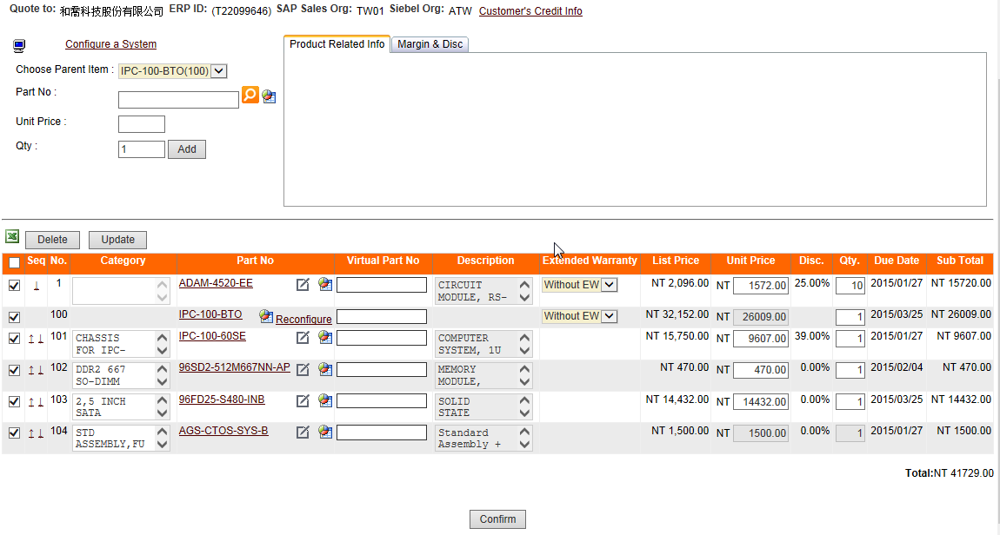 Quote to: 和喬科技股份有限公司 ERP ID: (T22099646) SAP Sales Org: TW01 Siebel Org: ATW Customer's Credit Info
Configure a System
Product Related Info Margin & Disc
Choose Parent Item : IPC-100-BTO(100)
Part No :
Unit Price :
Qty : 1 Add
Delete Update
Seq No. Category Part No Virtual Part No Description Extended Warranty List Price Unit Price Disc. Qty. Due Date Sub Total
↓ 1 ADAM-4520-EE CIRCUIT Without EW NT 2,096.00 NT 1572.00 25.00% 10 2015/01/27 NT 15720.00
MODULE, RS-
100 IPC-100-BTO Reconfigure Without EW NT 32,152.00 NT 26009.00 1 2015/03/25 NT 26009.00
↑ ↓ 101 CHASSIS IPC-100-60SE COMPUTER NT 15,750.00 NT 9607.00 39.00% 1 2015/01/27 NT 9607.00
FOR IPC- SYSTEM, 1U
↑ ↓ 102 DDR2 667 96SD2-512M667NN-AP MEMORY NT 470.00 NT 470.00 0.00% 1 2015/02/04 NT 470.00
SO-DIMM MODULE,
↑ ↓ 103 2,5 INCH 96FD25-S480-INB SOLID NT 14,432.00 NT 14432.00 0.00% 1 2015/03/25 NT 14432.00
SATA STATE
↑ ↓ 104 STD AGS-CTOS-SYS-B Standard NT 1,500.00 NT 1500.00 0.00% 1 2015/01/27 NT 1500.00
ASSEMBLY,FU Assembly +
Total:NT 41729.00
Confirm